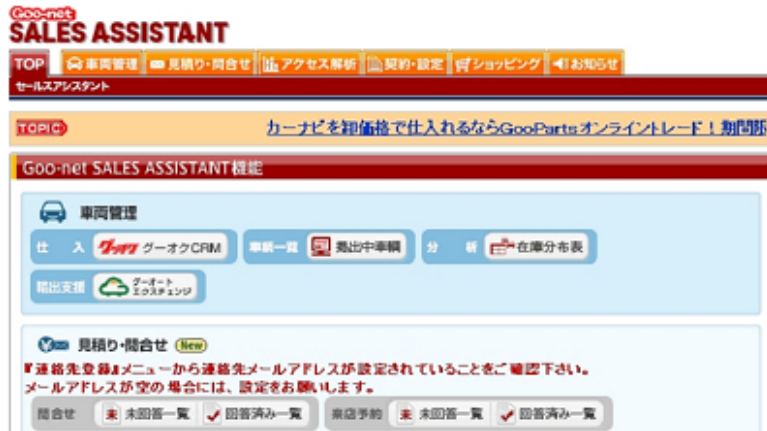 Goo-net
SALES ASSISTANT
TOP 車両管理 見積り・問合せ アクセス解析 契約・設定 ショッピング お知らせ
セールスアシスタント
TOPIC カーナビを卸価格で仕入れるならGooPartsオンライントレード！期間限
Goo-net SALES ASSISTANT機能
車両管理
仕 入 グーオク グーオクCRM 車輌一覧 掲出中車輌 分 析 在庫分布表
輸出支援 グーオート エクスチェンジ
見積り・問合せ New
『連絡先登録』メニューから連絡先メールアドレスが設定されていることをご確認下さい。
メールアドレスが空の場合には、設定をお願いします。
問合せ 未 未回答一覧 回答済み一覧 来店予約 未 未回答一覧 回答済み一覧